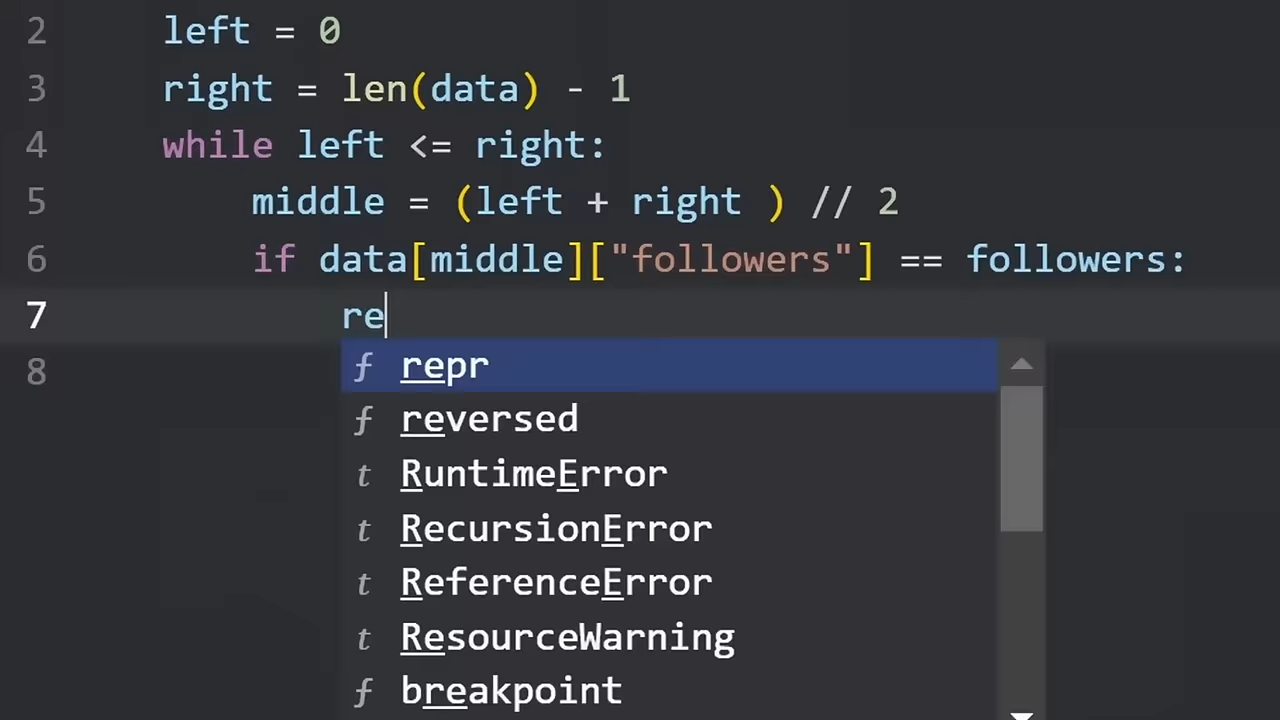 2 left = 0
3 right = len(data) - 1
4 while left <= right:
5 middle = (left + right ) // 2
6 if data[middle]["followers"] == followers:
7 re
f repr
8
f reversed
t RuntimeError
t RecursionError
t ReferenceError
t ResourceWarning
f breakpoint